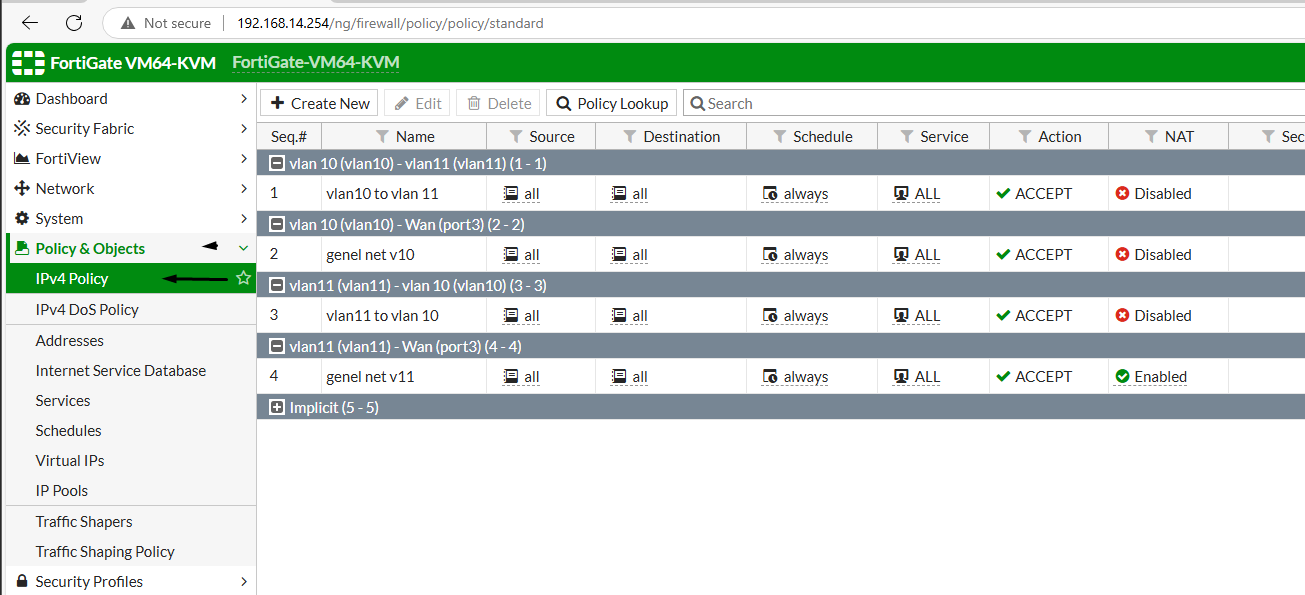 Not secure 192.168.14.254/ng/firewall/policy/policy/standard
FortiGate VM64-KVM FortiGate-VM64-KVM
Dashboard
Security Fabric
FortiView
Network
System
Policy & Objects
IPv4 Policy
IPv4 DoS Policy
Addresses
Internet Service Database
Services
Schedules
Virtual IPs
IP Pools
Traffic Shapers
Traffic Shaping Policy
Security Profiles
Create New Edit Delete Policy Lookup Search
Seq.# Name Source Destination Schedule Service Action NAT Sec
vlan 10 (vlan10) - vlan11 (vlan11) (1 - 1)
1 vlan10 to vlan 11 all all always ALL ACCEPT Disabled
vlan 10 (vlan10) - Wan (port3) (2 - 2)
2 genel net v10 all all always ALL ACCEPT Disabled
vlan11 (vlan11) - vlan 10 (vlan10) (3 - 3)
3 vlan11 to vlan 10 all all always ALL ACCEPT Disabled
vlan11 (vlan11) - Wan (port3) (4 - 4)
4 genel net v11 all all always ALL ACCEPT Enabled
Implicit (5 - 5)